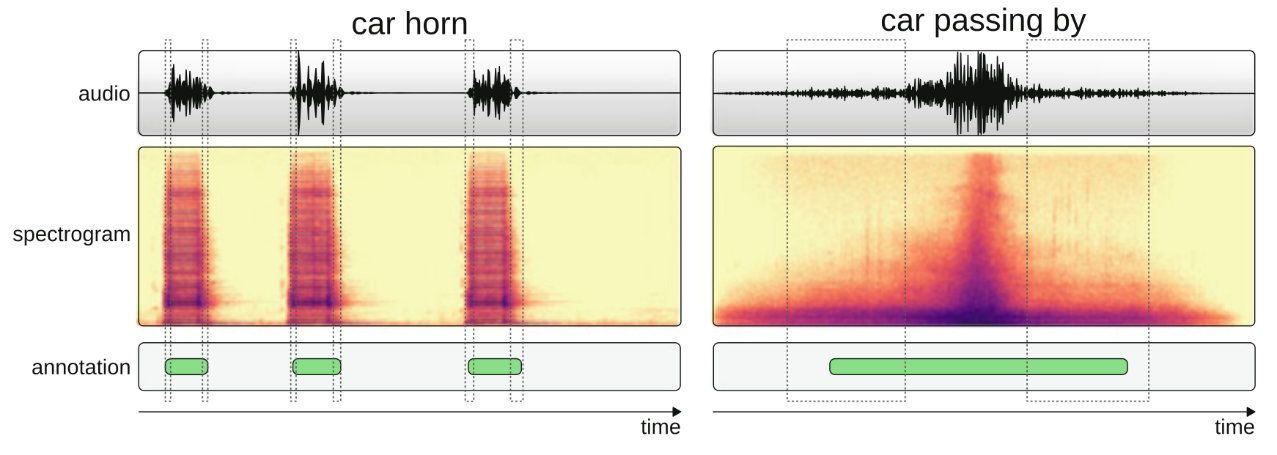 car horn
car passing by
audio
spectrogram
annotation
time
time